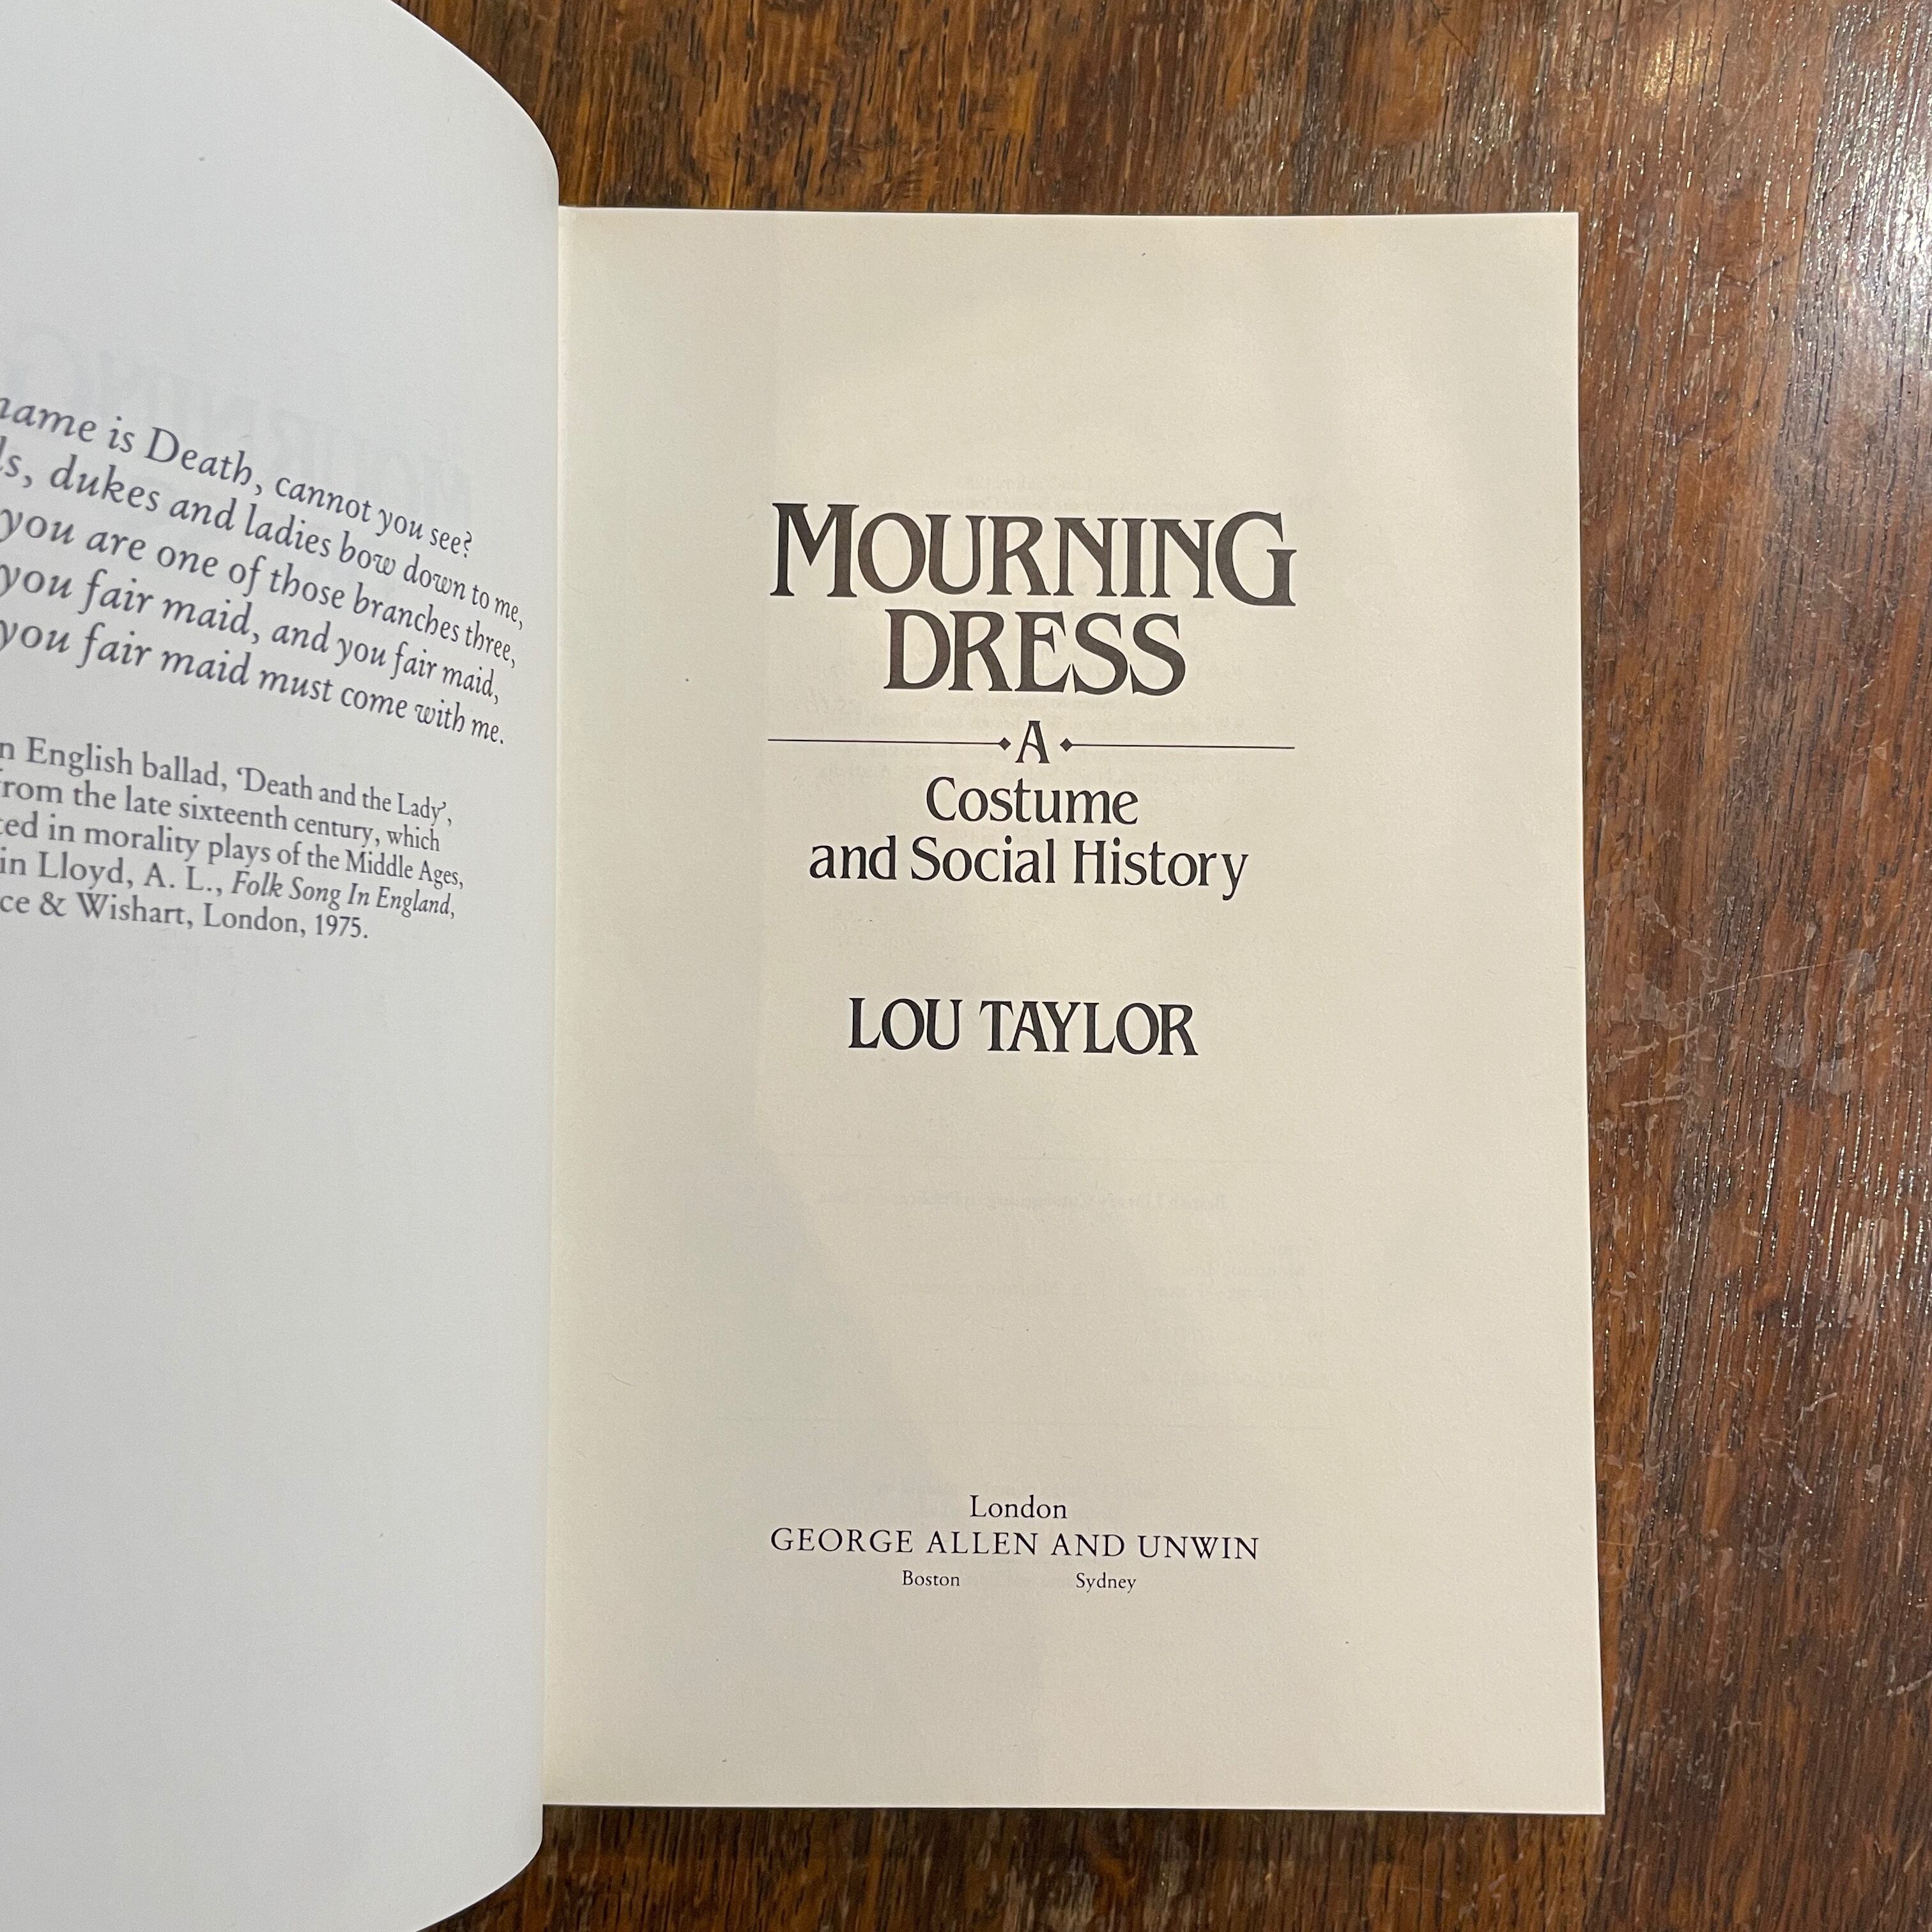 name is Death, cannot you see?
dukes and ladies bow down to me,
you are one of those branches three,
you fair maid, and you fair maid,
you fair maid must come with me.
English ballad, ‘Death and the Lady’,
from the late sixteenth century, which
in morality plays of the Middle Ages,
in Lloyd, A. L., Folk Song In England,
& Wishart, London, 1975.
MOURNING
DRESS
A
Costume
and Social History
LOU TAYLOR
London
GEORGE ALLEN AND UNWIN
Boston Sydney